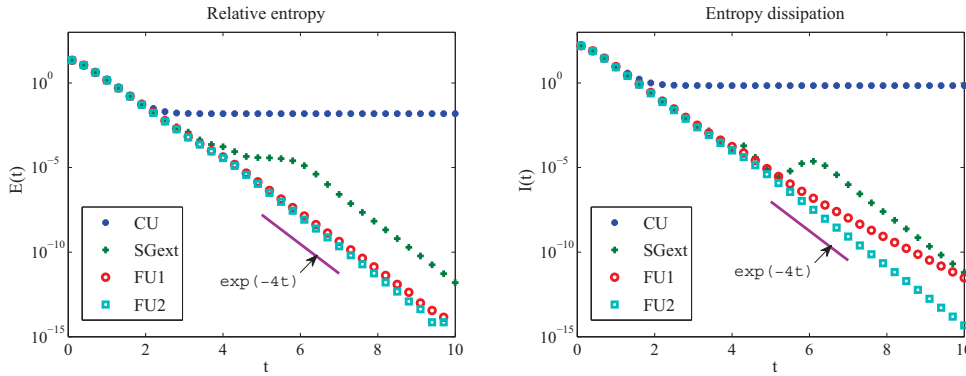 Relative entropy
E(t)
10^0
10^-5
10^-10
10^-15
CU
SGext
FU1
FU2
exp(-4t)
0 2 4 6 8 10
t
Entropy dissipation
I(t)
10^0
10^-5
10^-10
10^-15
CU
SGext
FU1
FU2
exp(-4t)
0 2 4 6 8 10
t